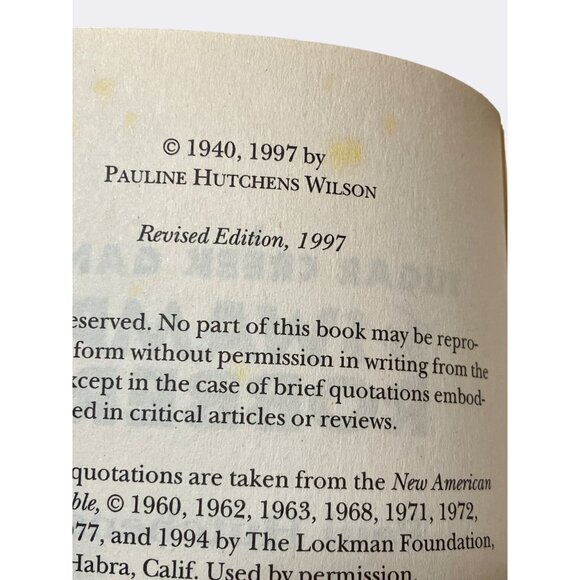 © 1940, 1997 by
PAULINE HUTCHENS WILSON
Revised Edition, 1997
eserved. No part of this book may be repro-
form without permission in writing from the
xcept in the case of brief quotations embod-
ed in critical articles or reviews.
quotations are taken from the New American
ble, © 1960, 1962, 1963, 1968, 1971, 1972,
77, and 1994 by The Lockman Foundation,
Habra, Calif. Used by permission.